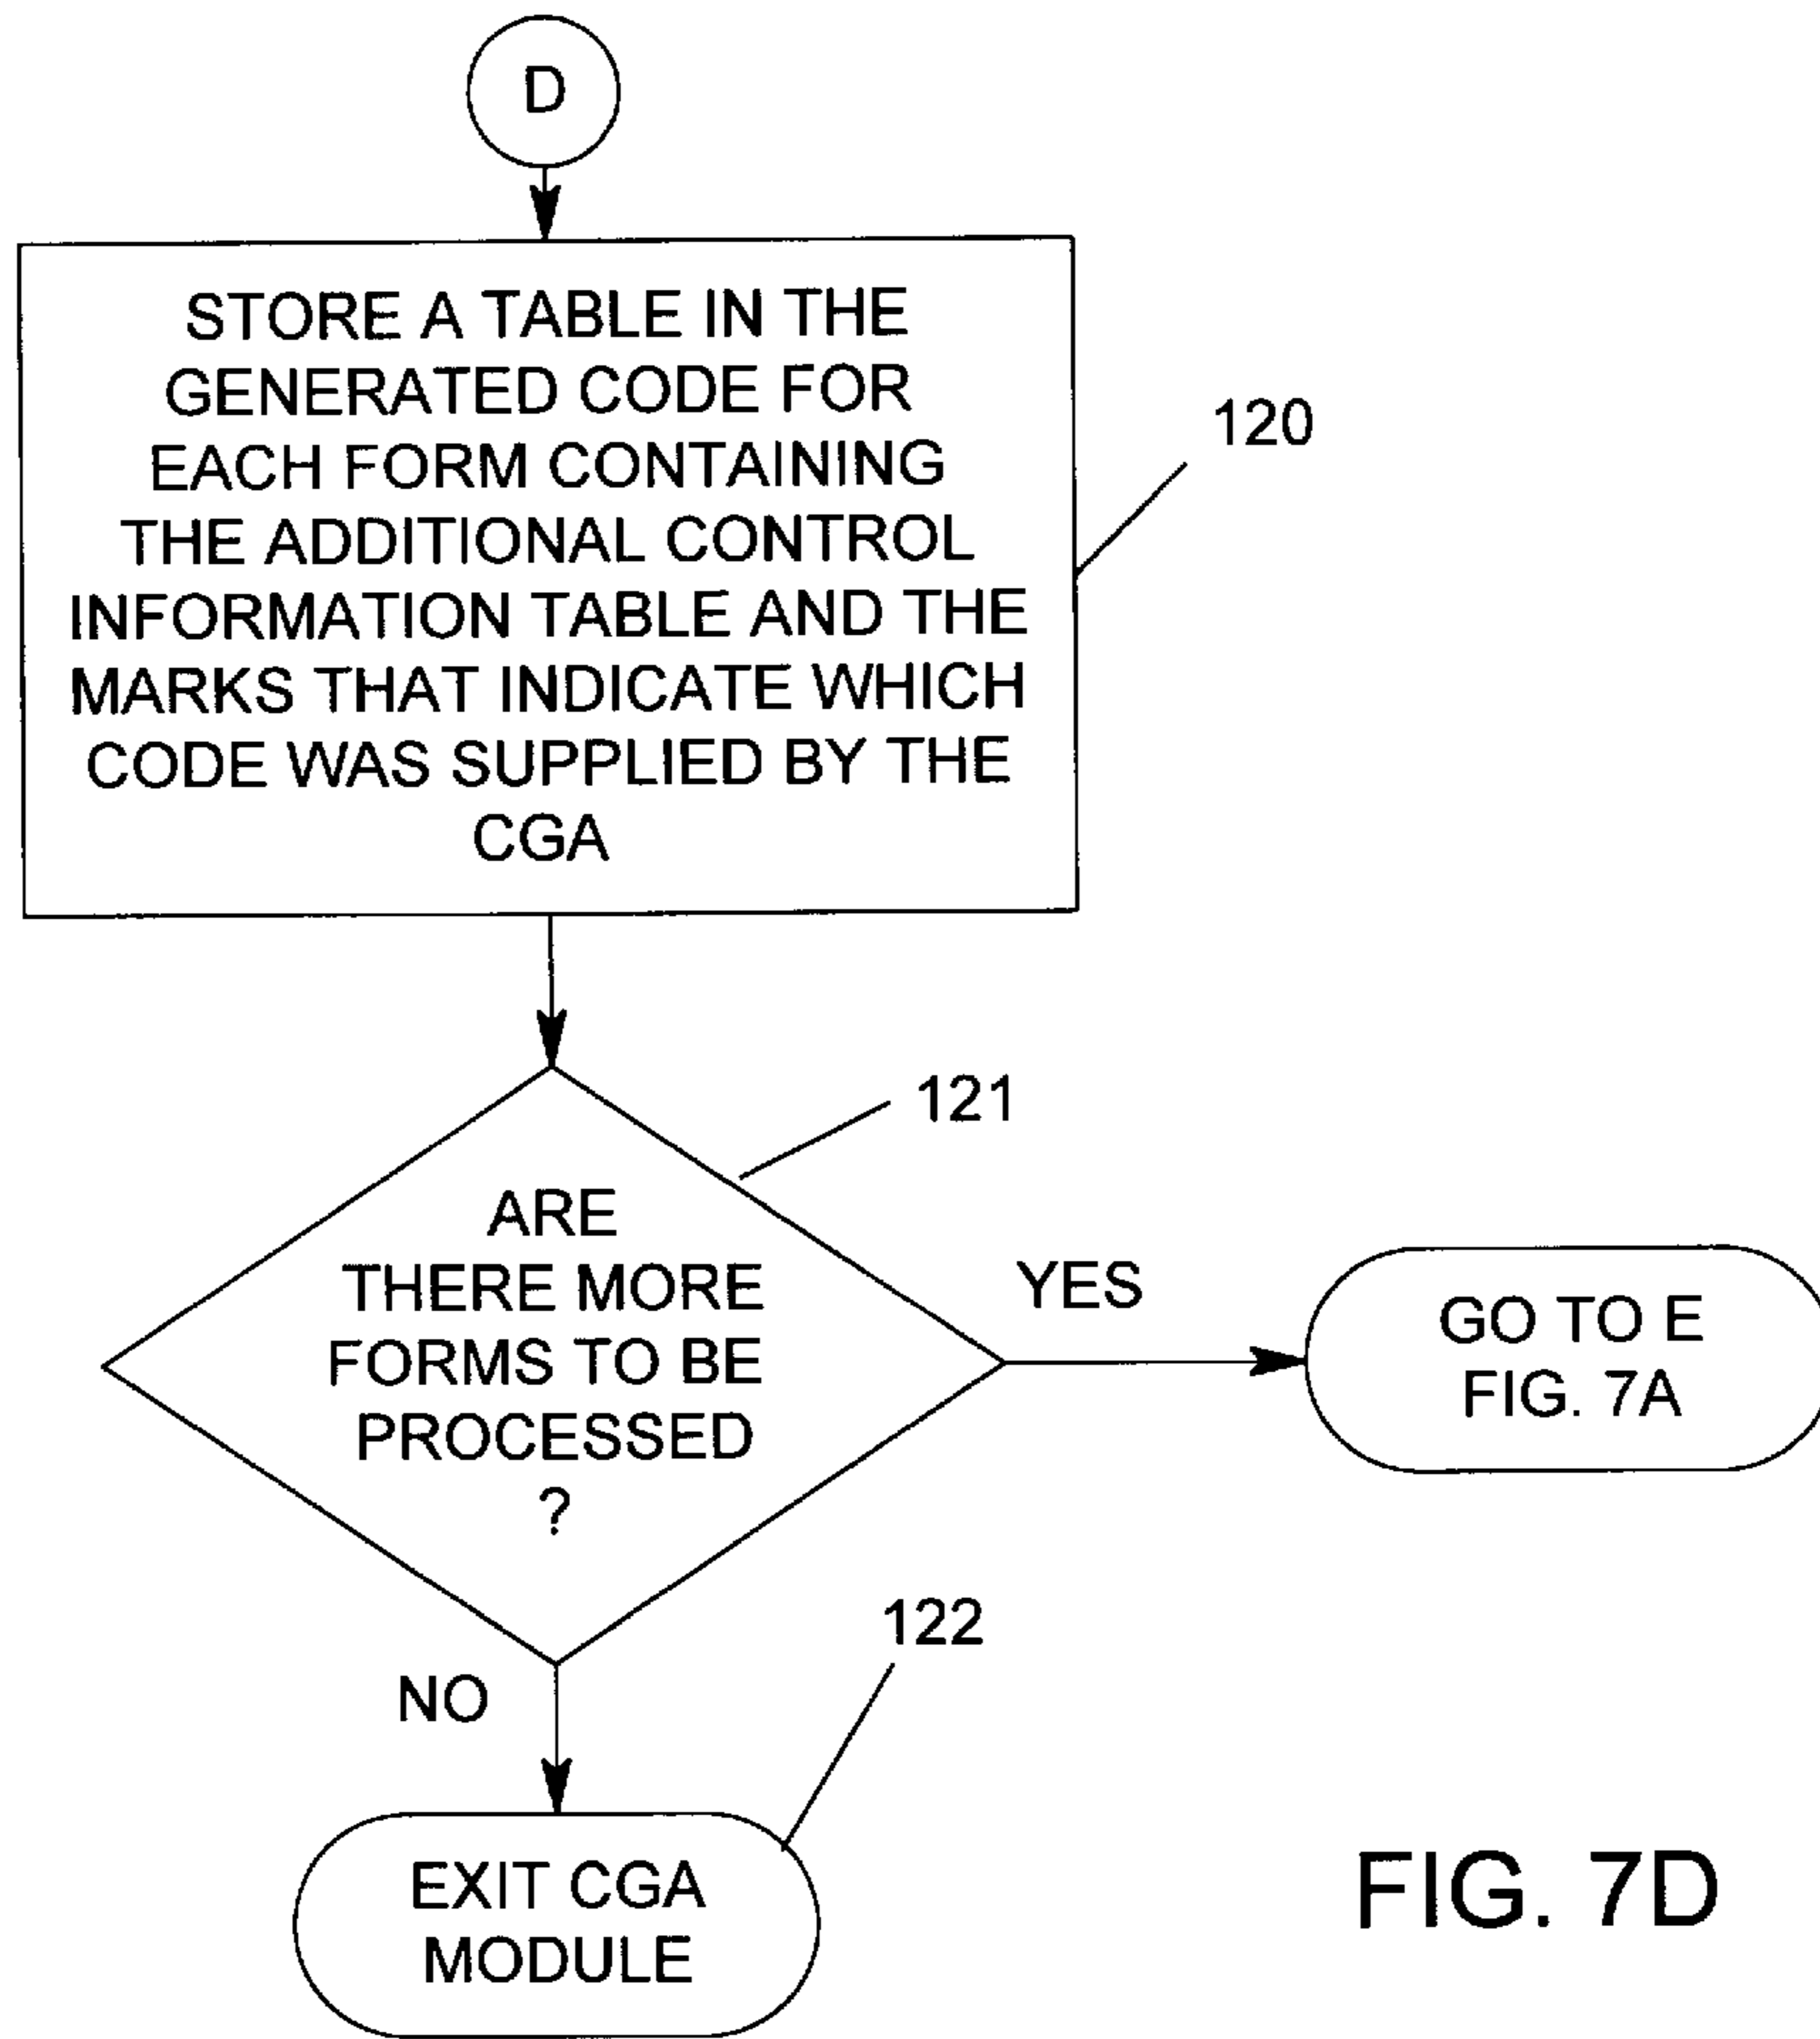 D
STORE A TABLE IN THE
GENERATED CODE FOR
EACH FORM CONTAINING
THE ADDITIONAL CONTROL
INFORMATION TABLE AND THE
MARKS THAT INDICATE WHICH
CODE WAS SUPPLIED BY THE
CGA
120
121
ARE
THERE MORE
FORMS TO BE
PROCESSED
?
YES
GO TO E
FIG. 7A
NO
122
EXIT CGA
MODULE
FIG. 7D